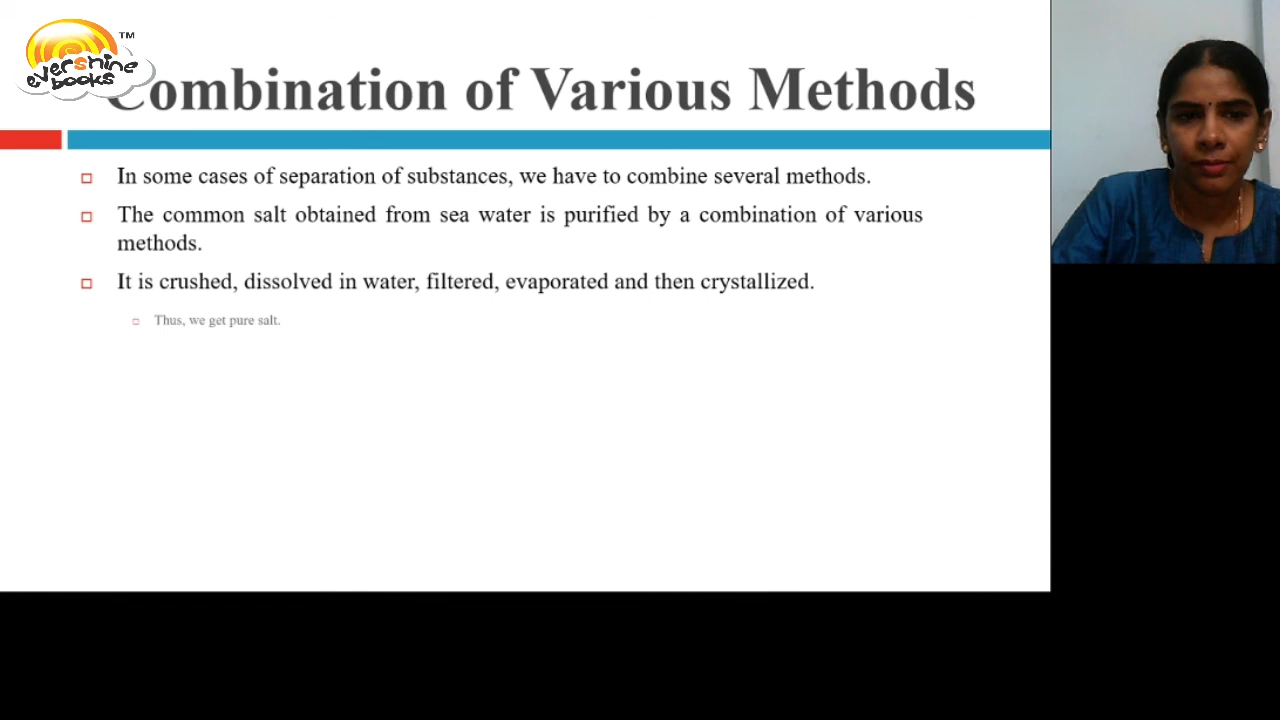 evershine
books
TM
Combination of Various Methods
In some cases of separation of substances, we have to combine several methods.
The common salt obtained from sea water is purified by a combination of various
methods.
It is crushed, dissolved in water, filtered, evaporated and then crystallized.
Thus, we get pure salt.